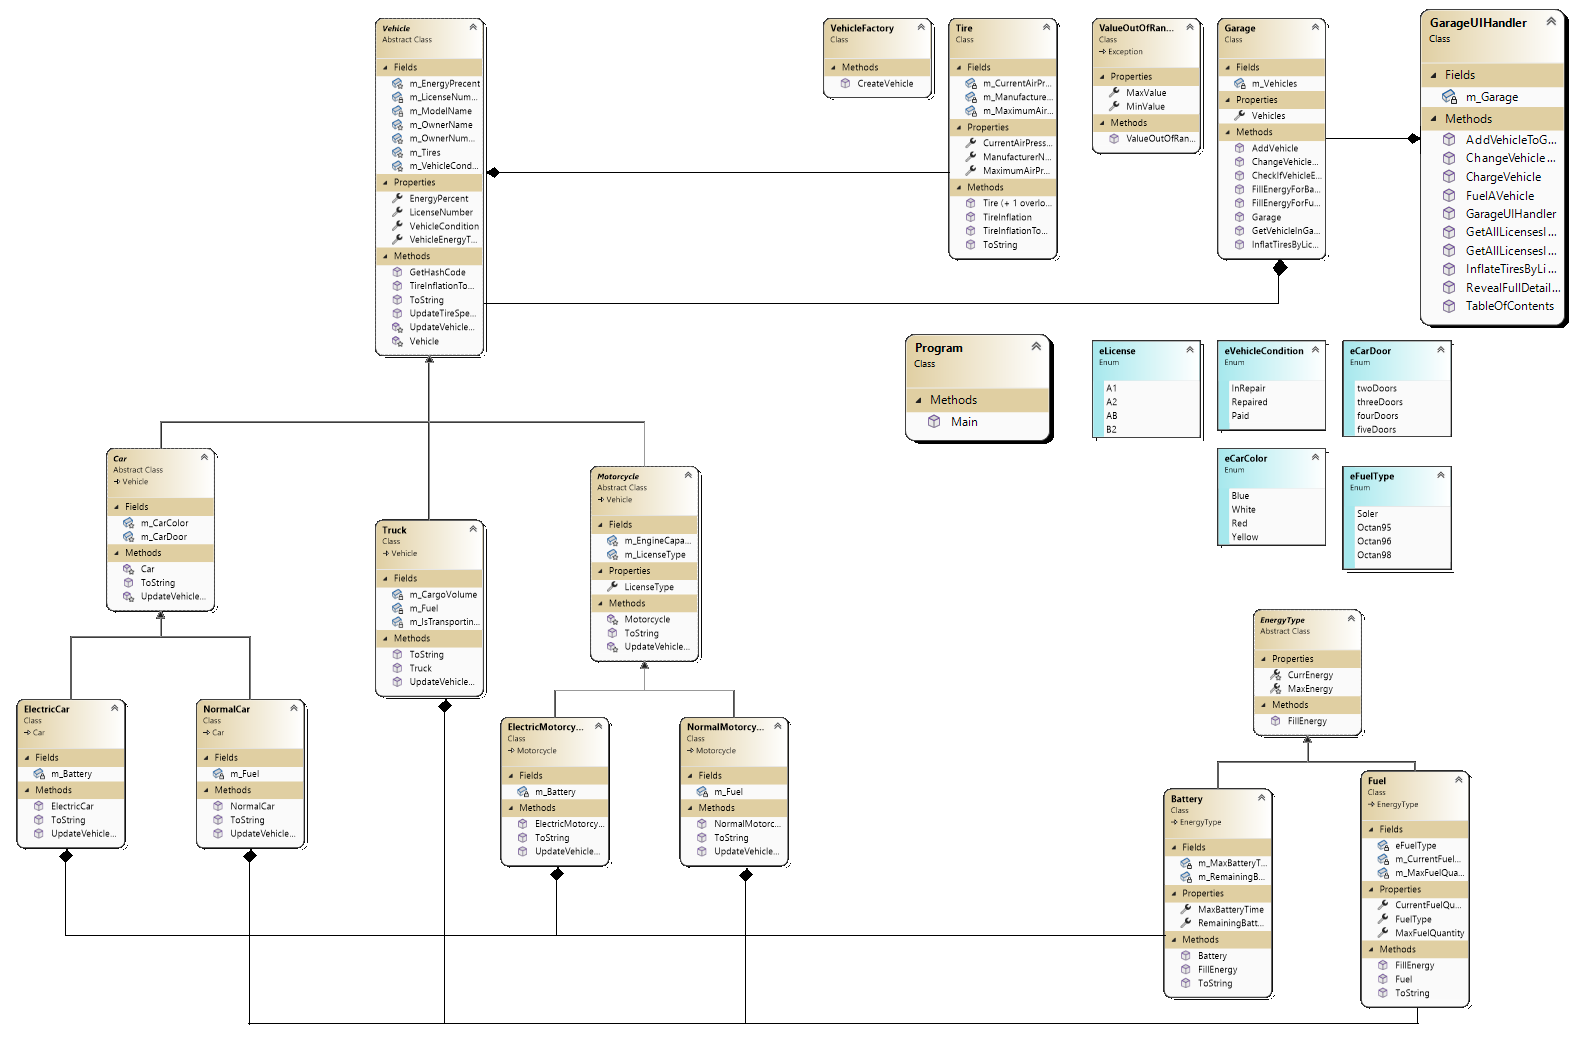 Vehicle
Abstract Class
Fields
m_EnergyPrecent
m_LicenseNum...
m_ModelName
m_OwnerName
m_OwnerNum...
m_Tires
m_VehicleCond...
Properties
EnergyPercent
LicenseNumber
VehicleCondition
VehicleEnergyT...
Methods
GetHashCode
TireInflationTo...
ToString
UpdateTireSpe...
UpdateVehicle...
Vehicle
VehicleFactory
Class
Methods
CreateVehicle
Tire
Class
Fields
m_CurrentAirPr...
m_Manufacture...
m_MaximumAir...
Properties
CurrentAirPress...
ManufacturerN...
MaximumAirPr...
Methods
Tire (+ 1 overlo...
TireInflation
TireInflationTo...
ToString
ValueOutOfRan...
Class
Exception
Properties
MaxValue
MinValue
Methods
ValueOutOfRan...
Garage
Class
Fields
m_Vehicles
Properties
Vehicles
Methods
AddVehicle
ChangeVehicle...
CheckIfVehicleE...
FillEnergyForBa...
FillEnergyForFu...
Garage
GetVehicleInGa...
InflatTiresByLic...
GarageUIHandler
Class
Fields
m_Garage
Methods
AddVehicleToG...
ChangeVehicle...
ChargeVehicle
FuelAVehicle
GarageUIHandler
GetAllLicensesI...
GetAllLicensesI...
InflateTiresByLi...
RevealFullDetail...
TableOfContents
Program
Class
Methods
Main
eLicense
Enum
A1
A2
AB
B2
eVehicleCondition
Enum
InRepair
Repaired
Paid
eCarDoor
Enum
twoDoors
threeDoors
fourDoors
fiveDoors
eCarColor
Enum
Blue
White
Red
Yellow
eFuelType
Enum
Soler
Octan95
Octan96
Octan98
Car
Abstract Class
Vehicle
Fields
m_CarColor
m_CarDoor
Methods
Car
ToString
UpdateVehicle...
Truck
Class
Vehicle
Fields
m_CargoVolume
m_Fuel
m_IsTransportin...
Methods
ToString
Truck
UpdateVehicle...
Motorcycle
Abstract Class
Vehicle
Fields
m_EngineCapa...
m_LicenseType
Properties
LicenseType
Methods
Motorcycle
ToString
UpdateVehicle...
EnergyType
Abstract Class
Properties
CurrEnergy
MaxEnergy
Methods
FillEnergy
ElectricCar
Class
Car
Fields
m_Battery
Methods
ElectricCar
ToString
UpdateVehicle...
NormalCar
Class
Car
Fields
m_Fuel
Methods
NormalCar
ToString
UpdateVehicle...
ElectricMotorcy...
Class
Motorcycle
Fields
m_Battery
Methods
ElectricMotorcy...
ToString
UpdateVehicle...
NormalMotorcy...
Class
Motorcycle
Fields
m_Fuel
Methods
NormalMotorc...
ToString
UpdateVehicle...
Battery
Class
EnergyType
Fields
m_MaxBatteryT...
m_RemainingB...
Properties
MaxBatteryTime
RemainingBatt...
Methods
Battery
FillEnergy
ToString
Fuel
Class
EnergyType
Fields
eFuelType
m_CurrentFuel...
m_MaxFuelQua...
Properties
CurrentFuelQu...
FuelType
MaxFuelQuantity
Methods
FillEnergy
Fuel
ToString